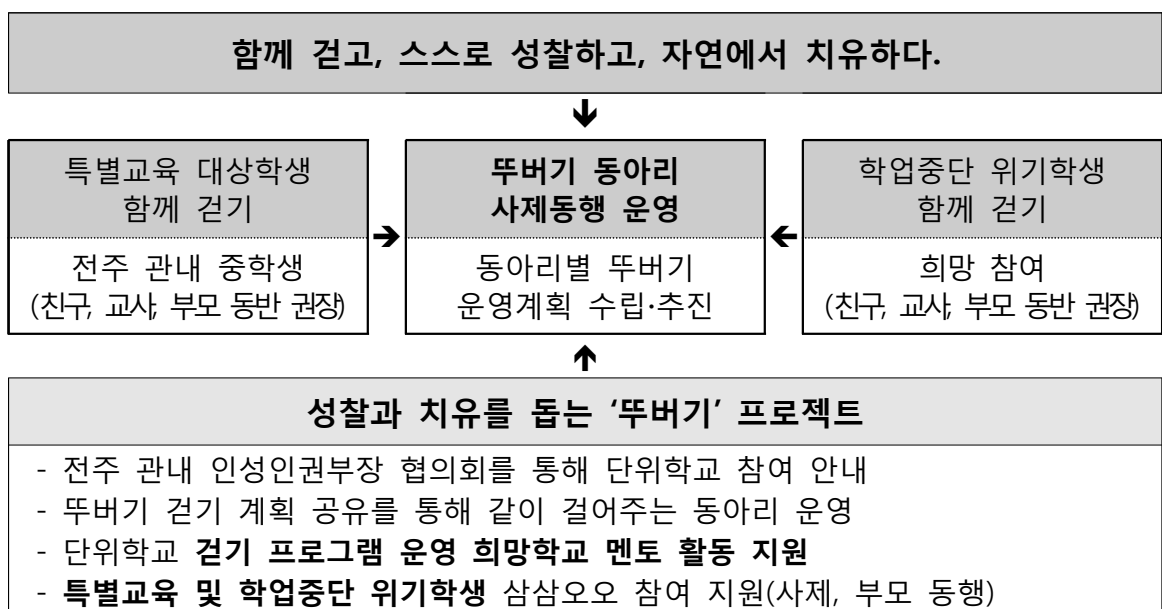 함께 걷고, 스스로 성찰하고, 자연에서 치유하다.
특별교육 대상학생
함께 걷기
전주 관내 중학생
(친구, 교사, 부모 동반 권장)
뚜버기 동아리
사제동행 운영
동아리별 뚜버기
운영계획 수립·추진
학업중단 위기학생
함께 걷기
희망 참여
(친구, 교사, 부모 동반 권장)
성찰과 치유를 돕는 ‘뚜버기’ 프로젝트
- 전주 관내 인성인권부장 협의회를 통해 단위학교 참여 안내
- 뚜버기 걷기 계획 공유를 통해 같이 걸어주는 동아리 운영
- 단위학교 걷기 프로그램 운영 희망학교 멘토 활동 지원
- 특별교육 및 학업중단 위기학생 삼삼오오 참여 지원(사제, 부모 동행)